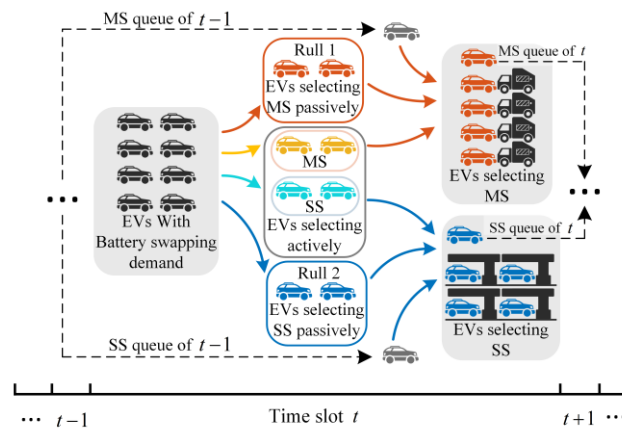 MS queue of t−1
Rull 1
EVs selecting
MS passively
MS queue of t
EVs selecting
MS
MS
SS
EVs selecting
actively
EVs With
Battery swapping
demand
...
...
SS queue of t
Rull 2
EVs selecting
SS passively
EVs selecting
SS
SS queue of t−1
... t−1 Time slot t t+1 ...